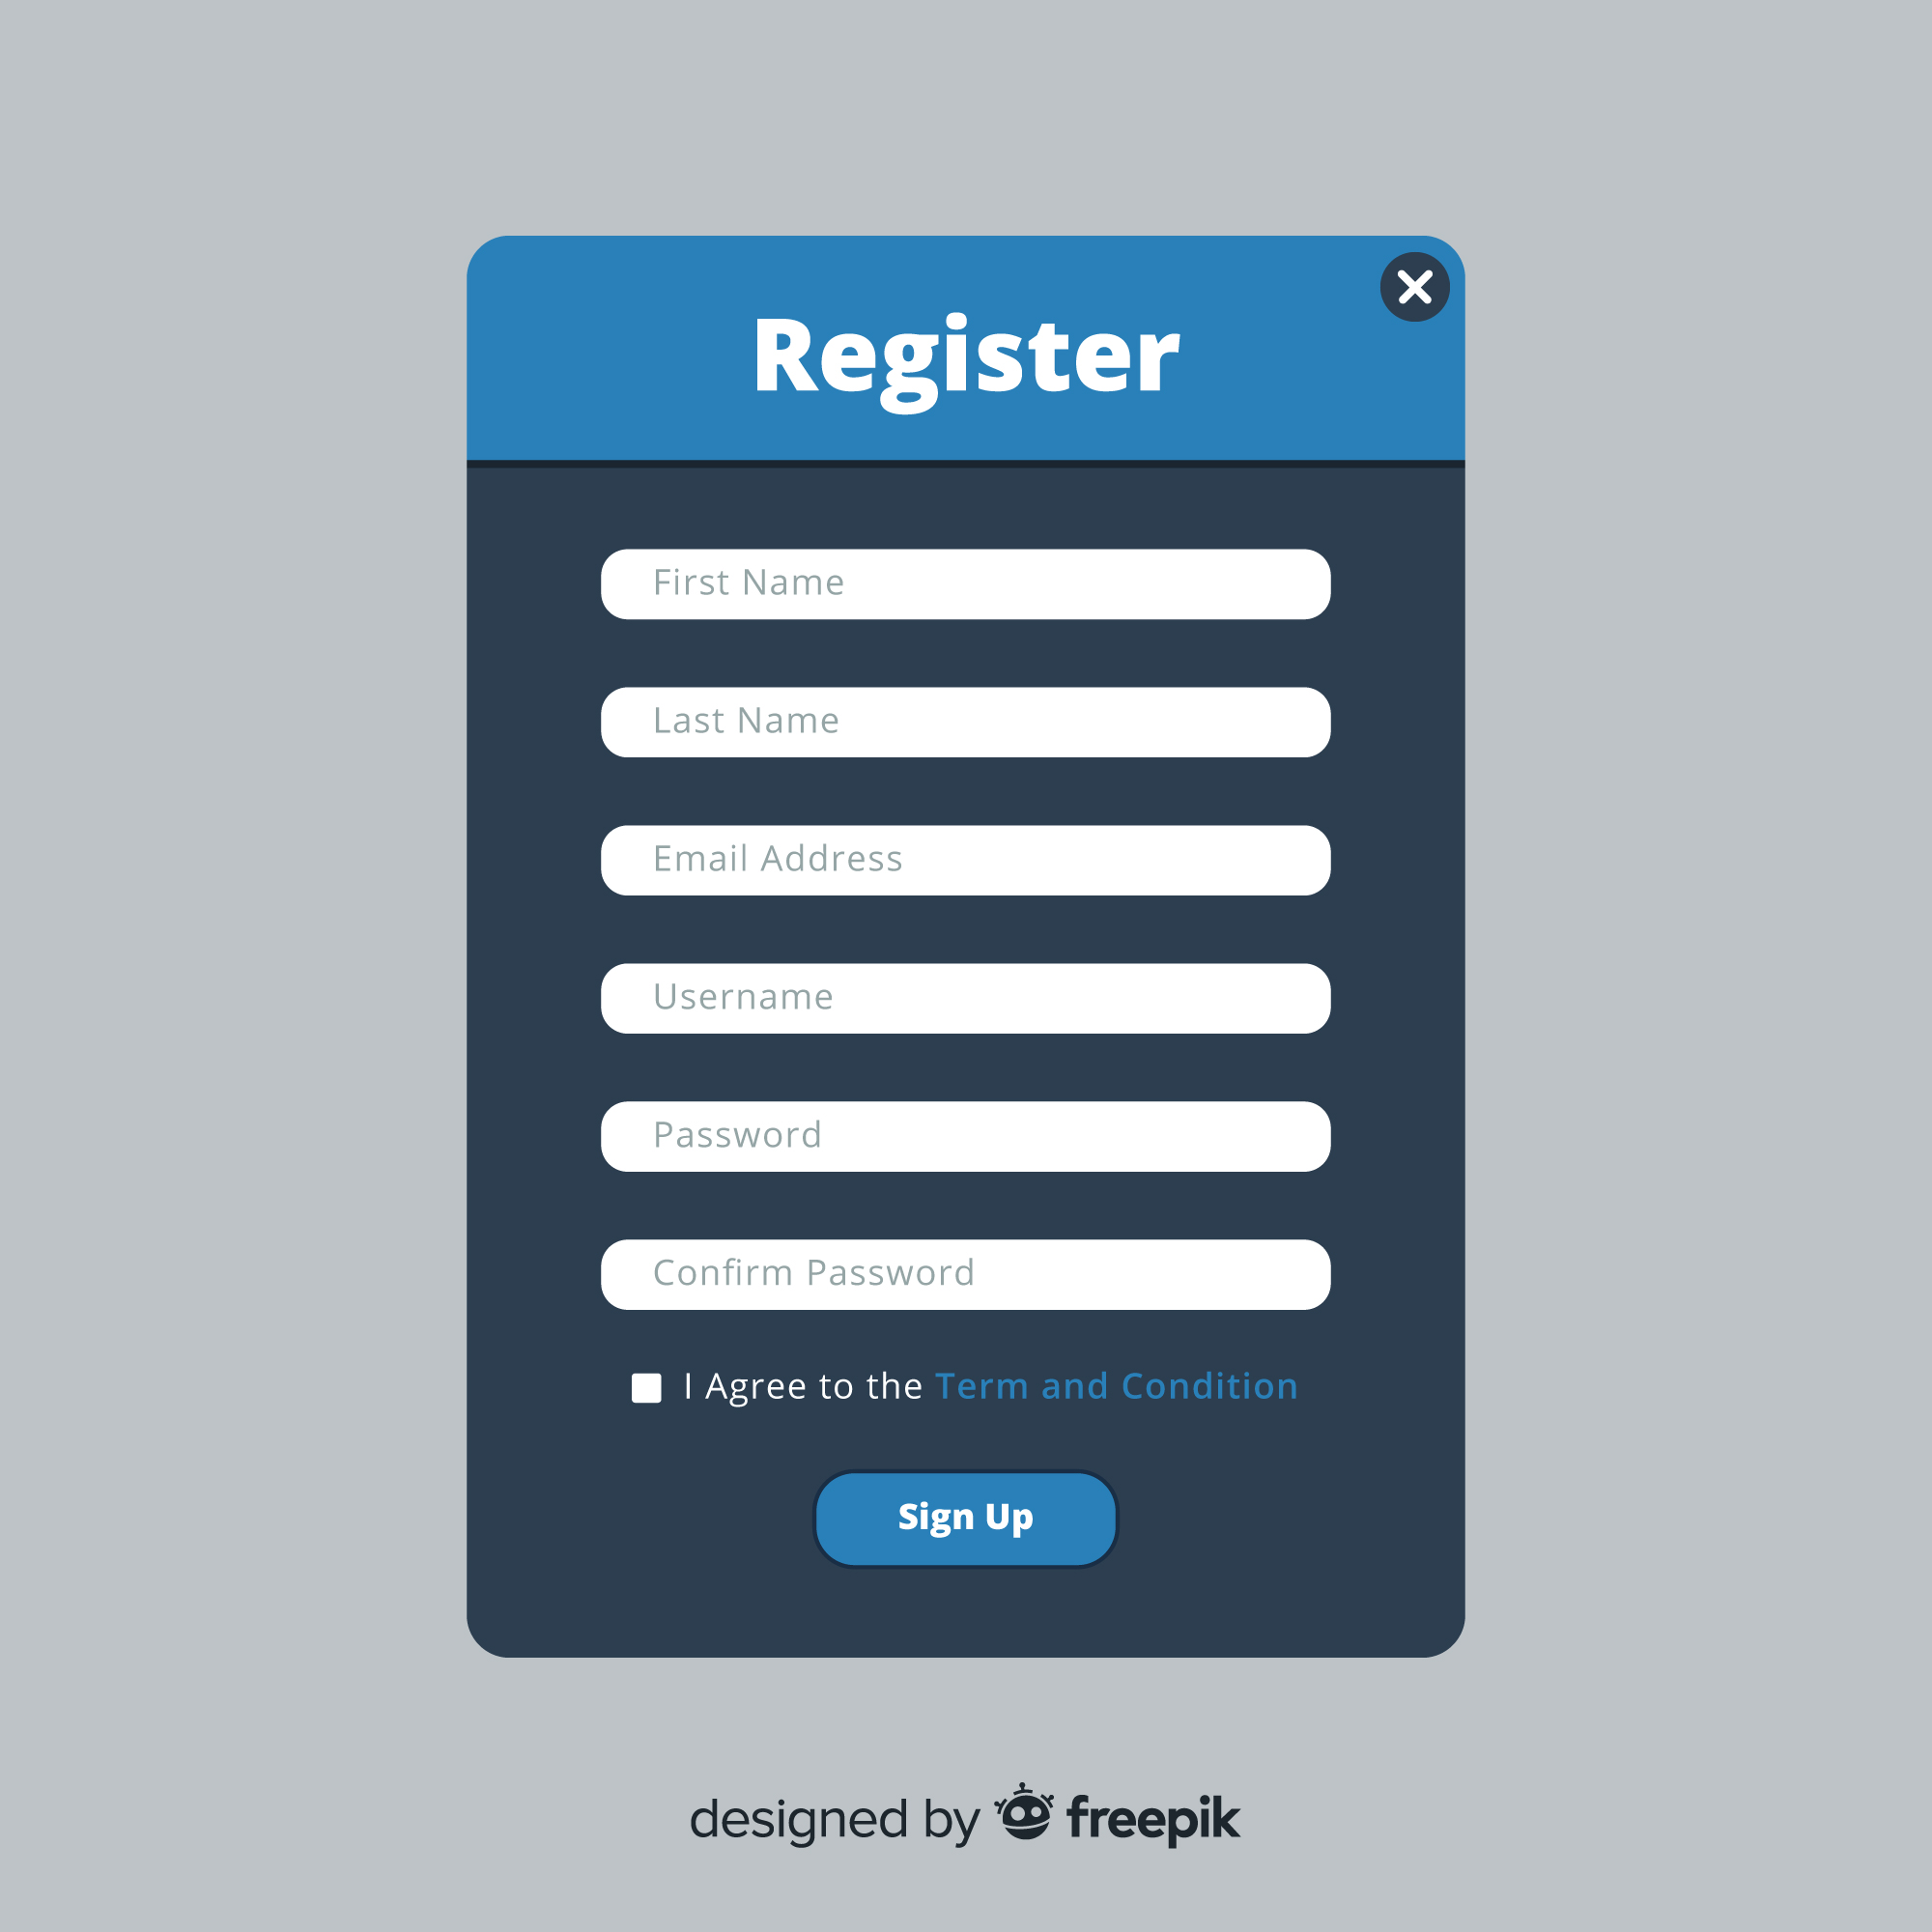 Register
First Name
Last Name
Email Address
Username
Password
Confirm Password
I Agree to the Term and Condition
Sign Up
designed by freepik